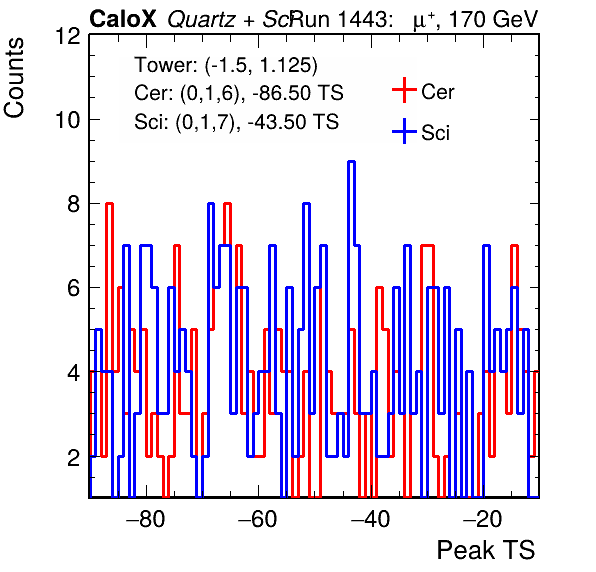 CaloX Quartz + Sci Run 1443: μ⁺, 170 GeV
Counts
Tower: (-1.5, 1.125)
Cer: (0,1,6), -86.50 TS
Sci: (0,1,7), -43.50 TS
Cer
Sci
12
10
8
6
4
2
−80 −60 −40 −20
Peak TS